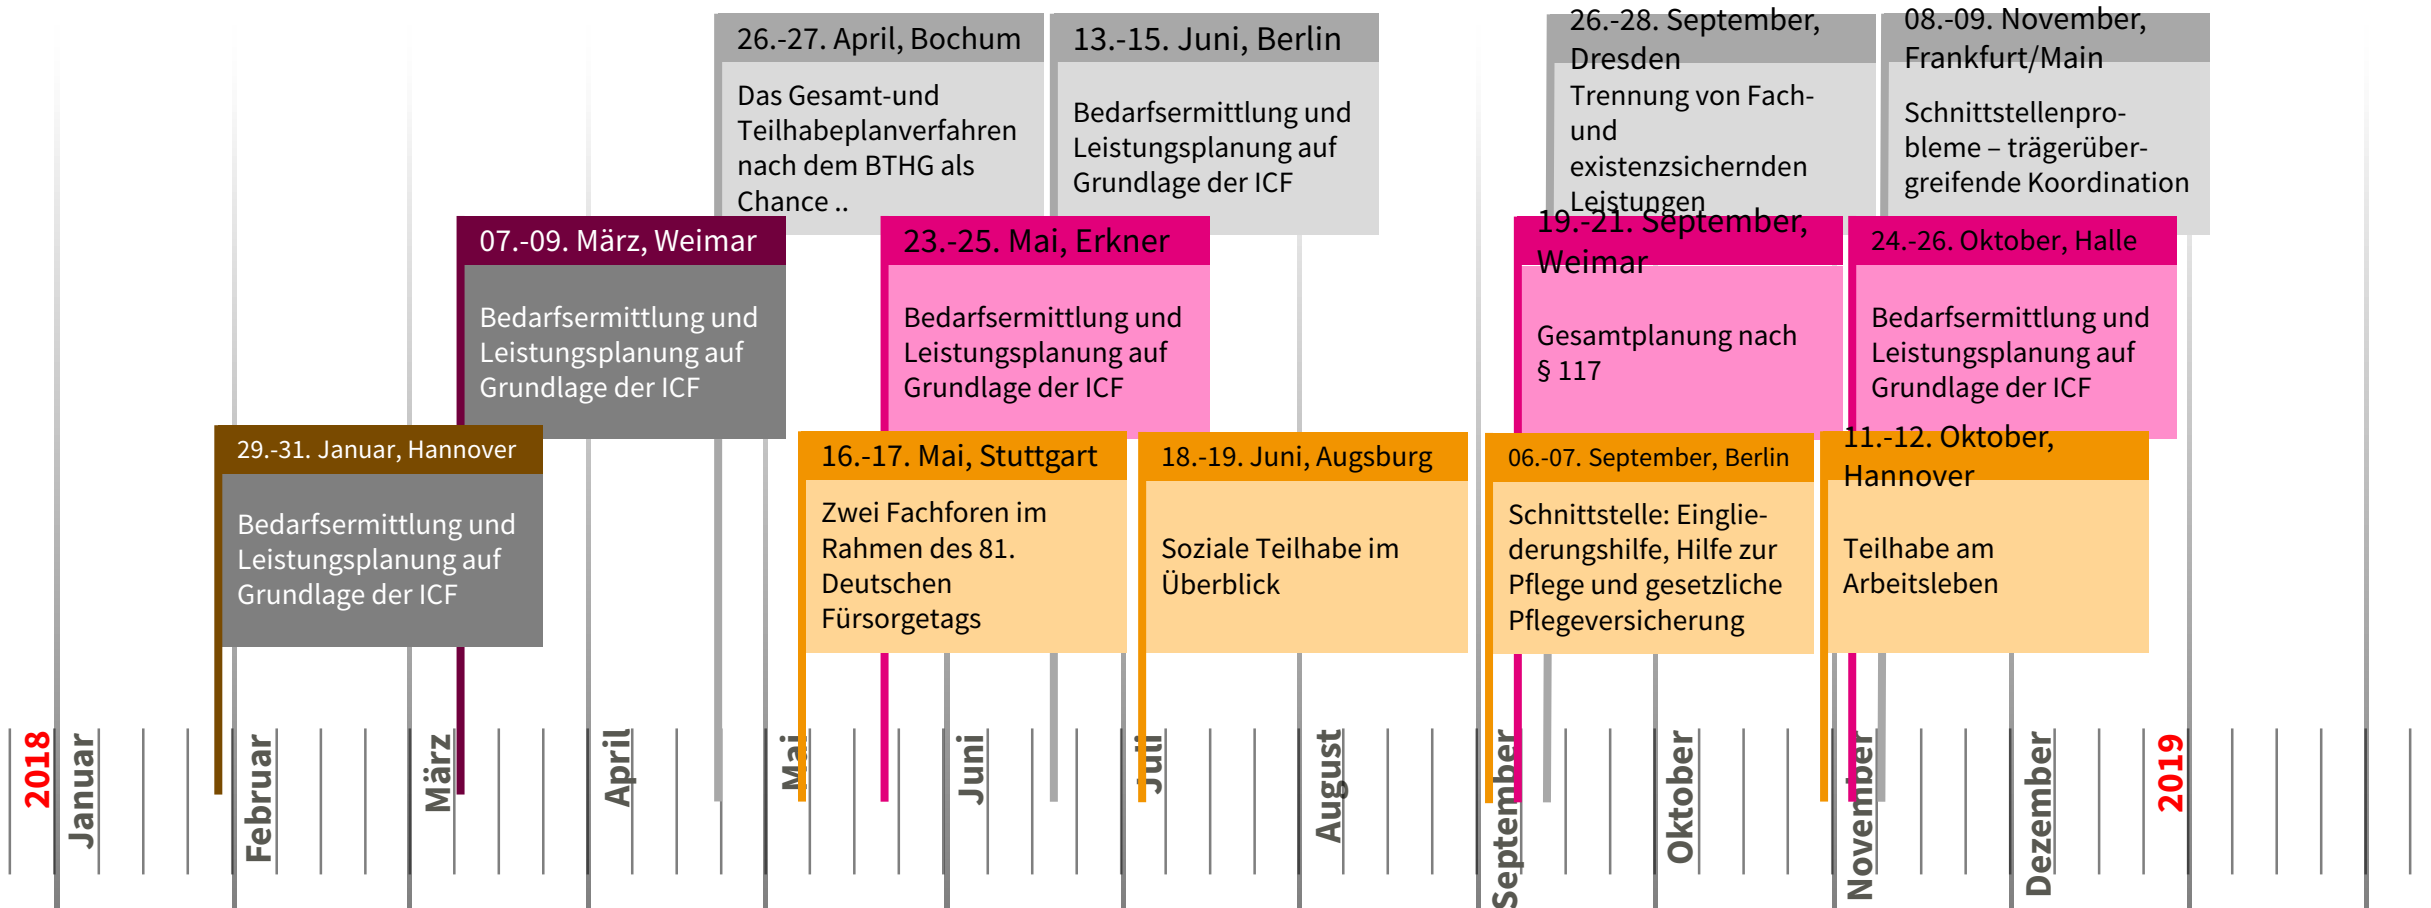 26.-27. April, Bochum
Das Gesamt-und
Teilhabeplanverfahren
nach dem BTHG als
Chance ..
13.-15. Juni, Berlin
Bedarfsermittlung und
Leistungsplanung auf
Grundlage der ICF
26.-28. September,
Dresden
Trennung von Fach-
und
existenzsichernden
Leistungen
08.-09. November,
Frankfurt/Main
Schnittstellenpro-
bleme – trägerüber-
greifende Koordination
07.-09. März, Weimar
Bedarfsermittlung und
Leistungsplanung auf
Grundlage der ICF
23.-25. Mai, Erkner
Bedarfsermittlung und
Leistungsplanung auf
Grundlage der ICF
19.-21. September,
Weimar
Gesamtplanung nach
§ 117
24.-26. Oktober, Halle
Bedarfsermittlung und
Leistungsplanung auf
Grundlage der ICF
29.-31. Januar, Hannover
Bedarfsermittlung und
Leistungsplanung auf
Grundlage der ICF
16.-17. Mai, Stuttgart
Zwei Fachforen im
Rahmen des 81.
Deutschen
Fürsorgetags
18.-19. Juni, Augsburg
Soziale Teilhabe im
Überblick
06.-07. September, Berlin
Schnittstelle: Einglie-
derungshilfe, Hilfe zur
Pflege und gesetzliche
Pflegeversicherung
11.-12. Oktober,
Hannover
Teilhabe am
Arbeitsleben
2018
Januar
Februar
März
April
Mai
Juni
Juli
August
September
Oktober
November
Dezember
2019